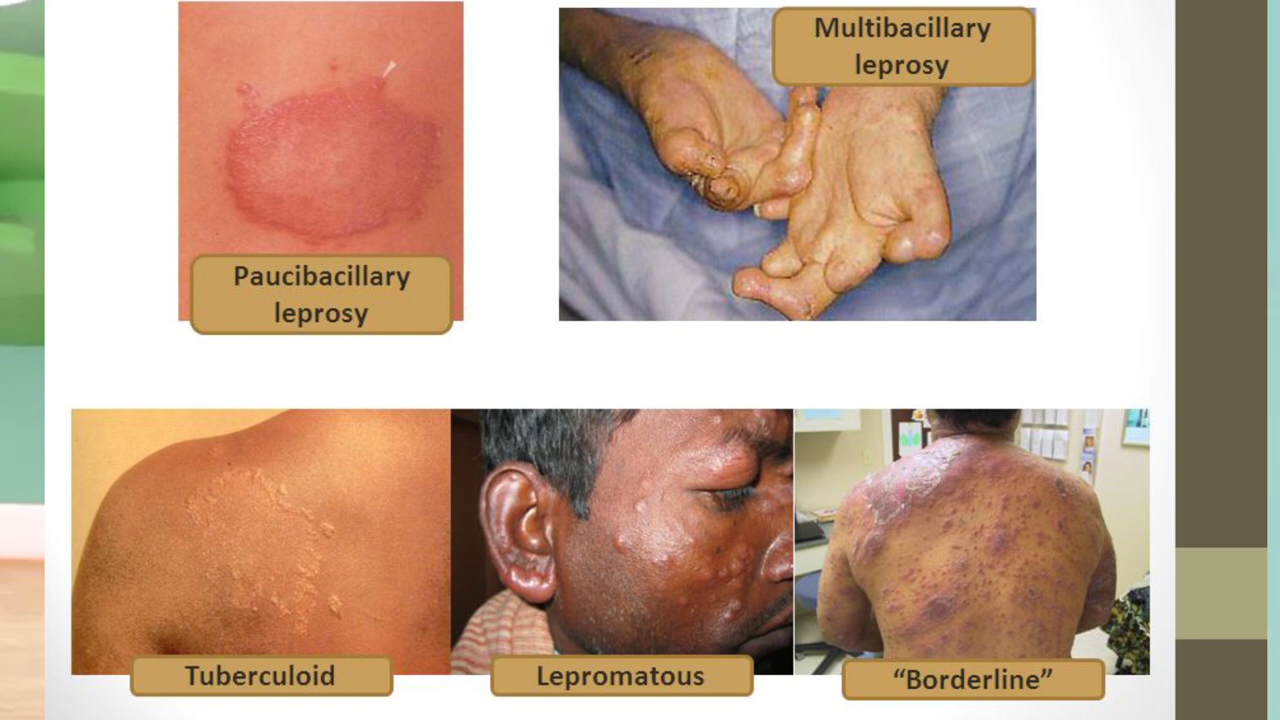 Multibacillary
leprosy
Paucibacillary
leprosy
Tuberculoid
Lepromatous
“Borderline”